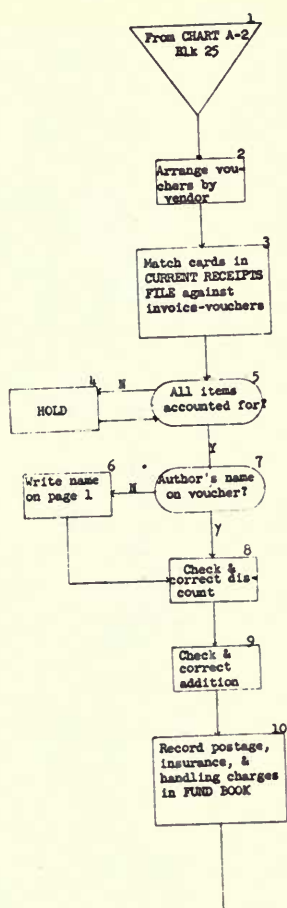 1
From CHART A-2,
Blk 25
2
Arrange vou-
chers by
vendor
3
Match cards in
CURRENT RECEIPTS
FILE against
invoice-vouchers
4
HOLD
N
5
All items
accounted for?
Y
6
Write name
on page 1
N
7
Author's name
on voucher?
y
8
Check &
correct dis-
count
9
Check &
correct
addition
10
Record postage,
insurance, &
handling charges
in FUND BOOK